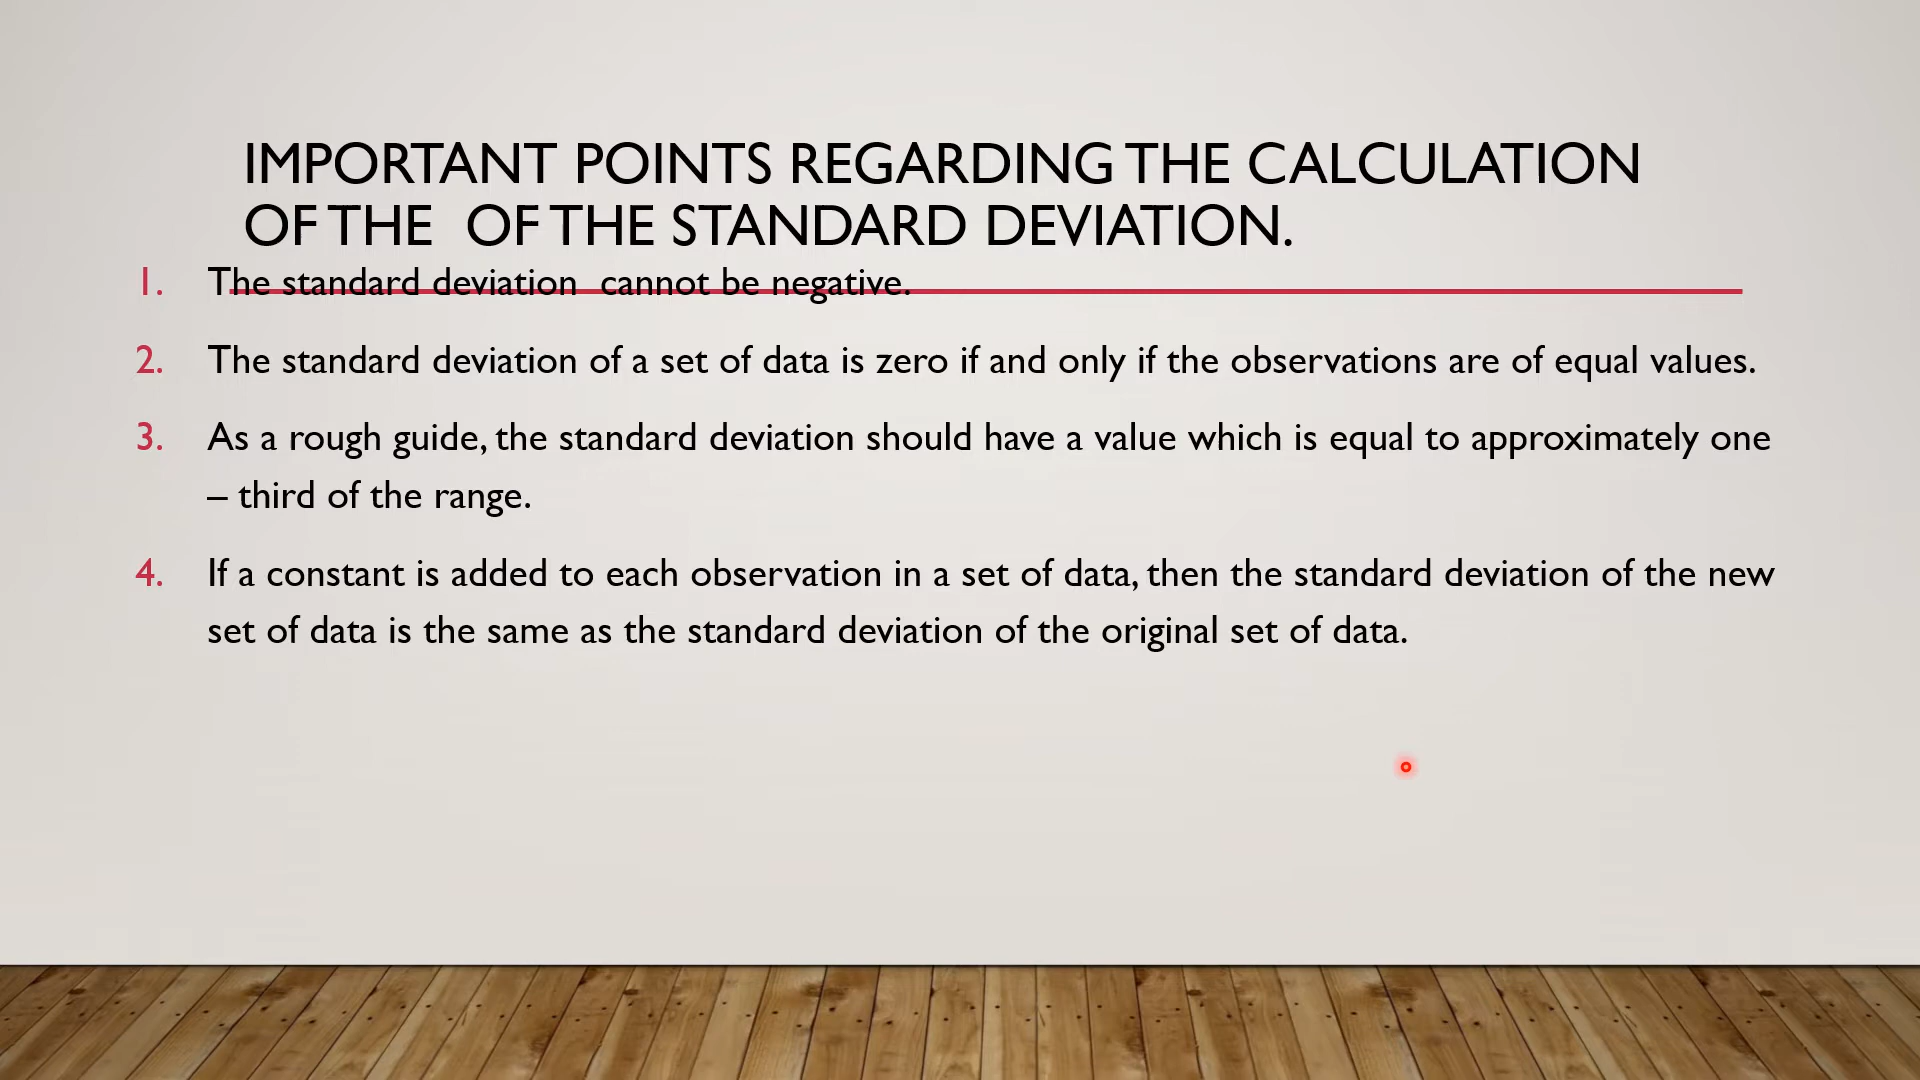 IMPORTANT POINTS REGARDING THE CALCULATION
OF THE  OF THE STANDARD DEVIATION.
1. The standard deviation  cannot be negative.
2. The standard deviation of a set of data is zero if and only if the observations are of equal values.
3. As a rough guide, the standard deviation should have a value which is equal to approximately one
– third of the range.
4. If a constant is added to each observation in a set of data, then the standard deviation of the new
set of data is the same as the standard deviation of the original set of data.